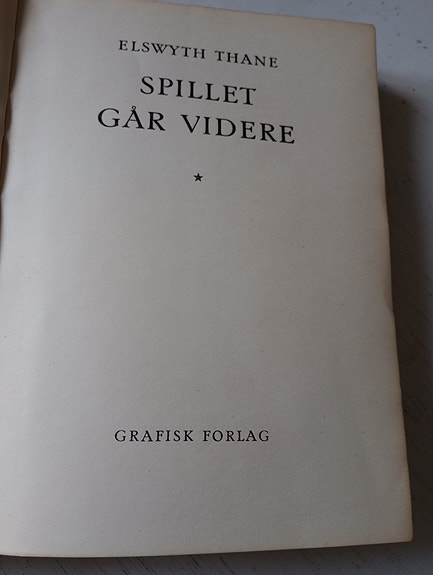 ELSWYTH THANE
SPILLET
GÅR VIDERE
GRAFISK FORLAG